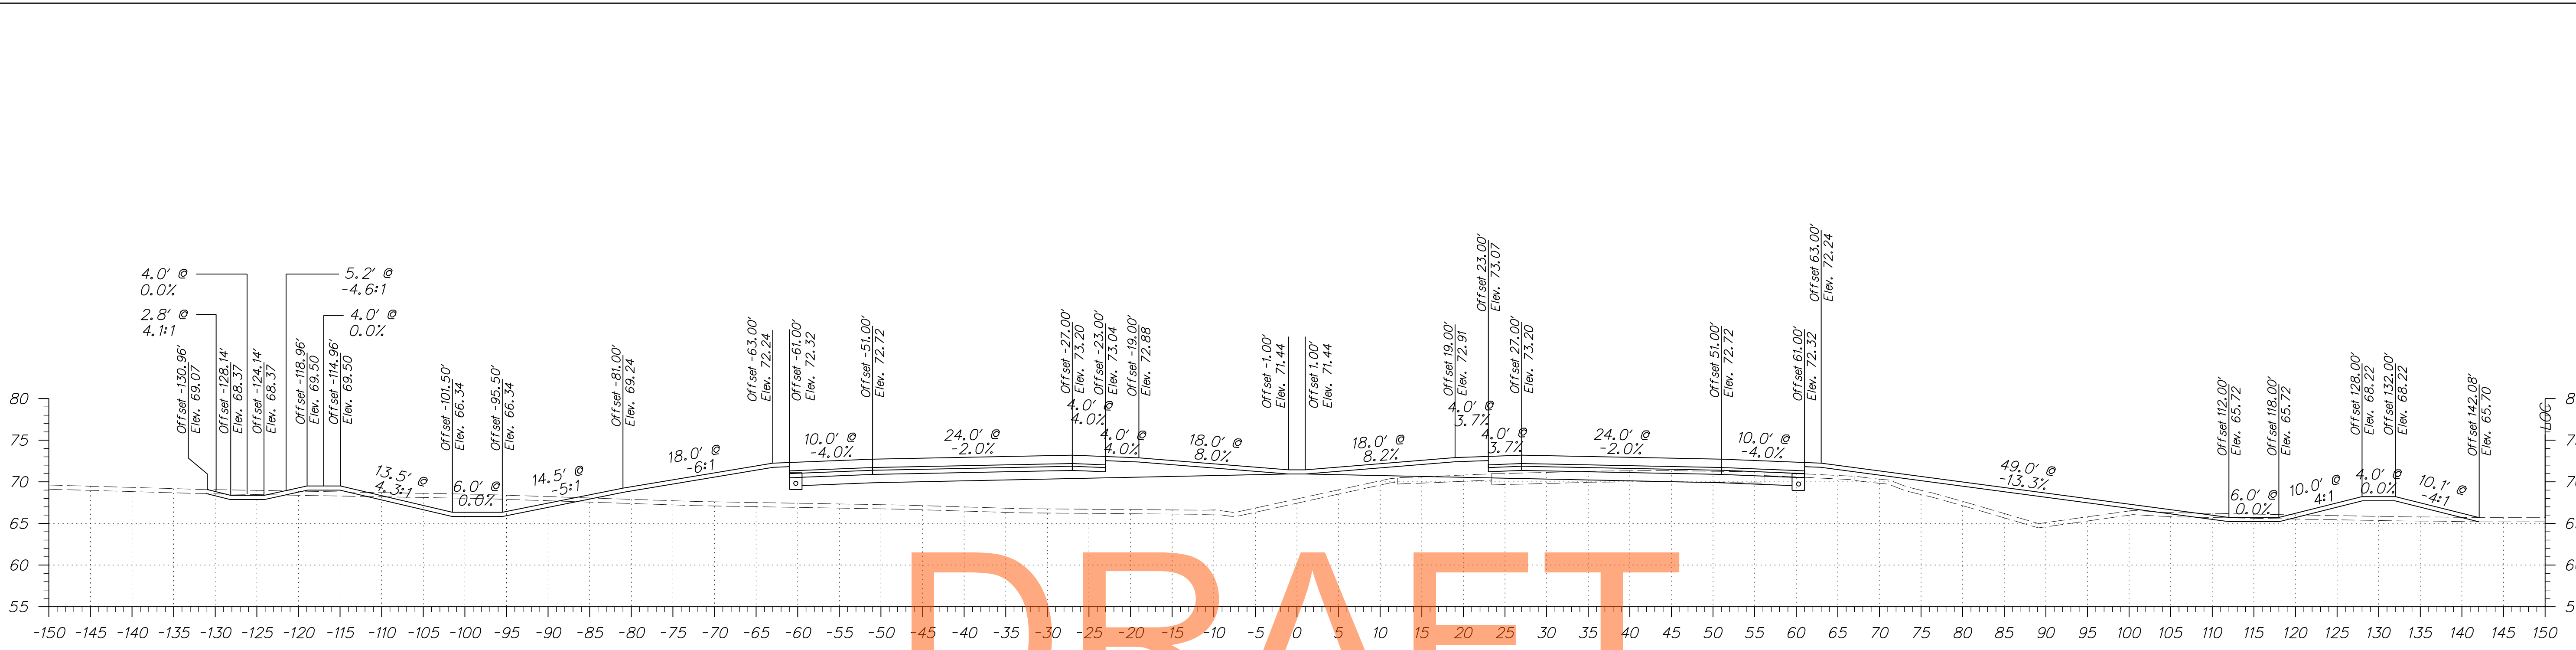 4.0' @
0.0%
5.2' @
-4.6:1
2.8' @
4.1:1
4.0' @
0.0%
Offset -130.96'
Elev. 69.07
Offset -128.14'
Elev. 68.37
Offset -124.14'
Elev. 68.37
Offset -118.96'
Elev. 69.50
Offset -114.96'
Elev. 69.50
Offset -101.50'
Elev. 66.34
Offset -95.50'
Elev. 66.34
Offset -81.00'
Elev. 69.24
Offset -63.00'
Elev. 72.24
Offset -61.00'
Elev. 72.32
Offset -51.00'
Elev. 72.72
Offset -27.00'
Elev. 73.20
Offset -23.00'
Elev. 73.04
Offset -19.00'
Elev. 72.88
Offset -1.00'
Elev. 71.44
Offset 1.00'
Elev. 71.44
Offset 19.00'
Elev. 72.91
Offset 23.00'
Elev. 73.07
Offset 27.00'
Elev. 73.20
Offset 51.00'
Elev. 72.72
Offset 61.00'
Elev. 72.32
Offset 63.00'
Elev. 72.24
Offset 112.00'
Elev. 65.72
Offset 118.00'
Elev. 65.72
Offset 128.00'
Elev. 68.22
Offset 132.00'
Elev. 68.22
Offset 142.08'
Elev. 65.70
13.5' @
4.3:1
6.0' @
0.0%
14.5' @
-5:1
18.0' @
-6:1
10.0' @
-4.0%
24.0' @
-2.0%
4.0' @
4.0%
4.0' @
4.0%
18.0' @
8.0%
18.0' @
8.2%
4.0' @
3.7%
4.0' @
3.7%
24.0' @
-2.0%
10.0' @
-4.0%
49.0' @
-13.3%
6.0' @
0.0%
10.0' @
4:1
4.0' @
0.0%
10.1' @
-4:1
LOC
80
75
70
65
60
55
-150 -145 -140 -135 -130 -125 -120 -115 -110 -105 -100 -95 -90 -85 -80 -75 -70 -65 -60 -55 -50 -45 -40 -35 -30 -25 -20 -15 -10 -5 0 5 10 15 20 25 30 35 40 45 50 55 60 65 70 75 80 85 90 95 100 105 110 115 120 125 130 135 140 145 150
DRAFT